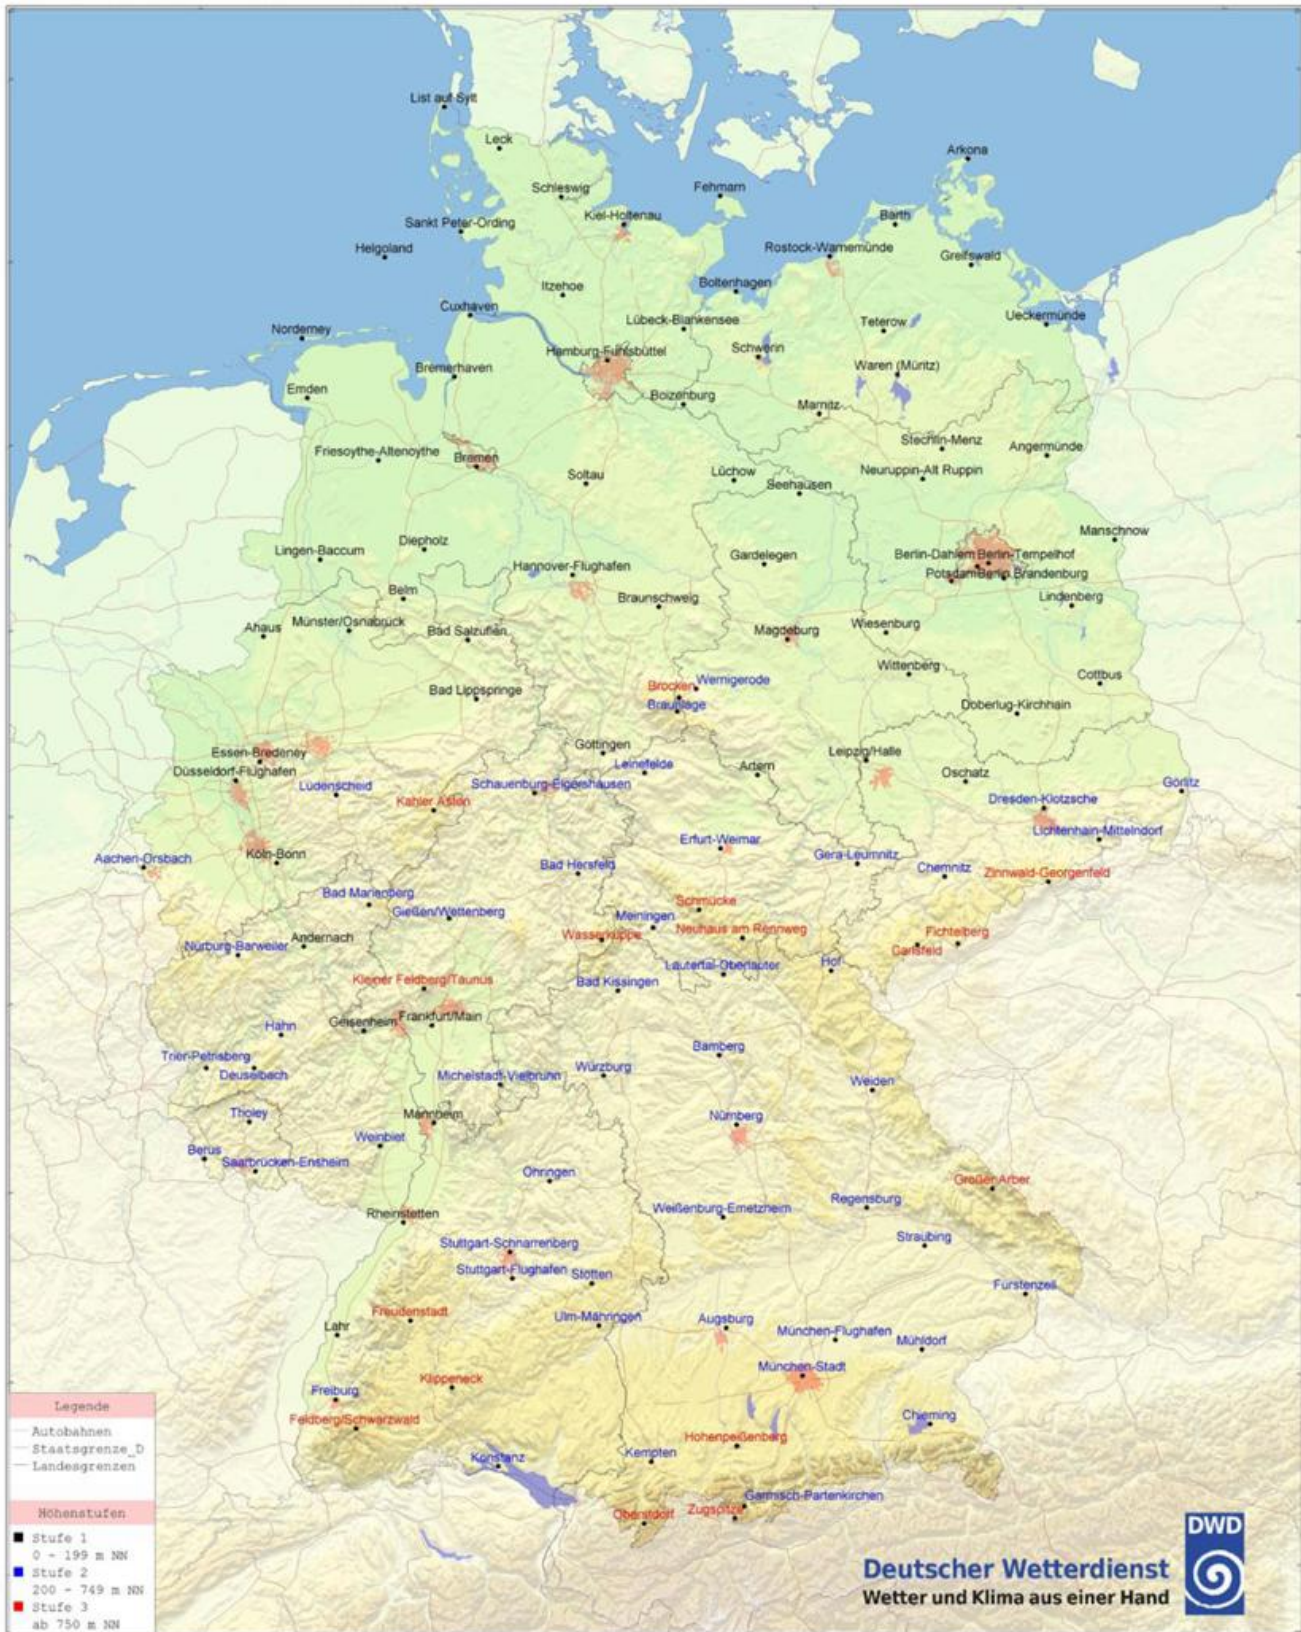 List auf Sylt
Leck
Arkona
Schleswig
Fehmarn
Kiel-Holtenau
Barth
Sankt Peter-Ording
Helgoland
Rostock-Warnemünde
Greifswald
Itzehoe
Boltenhagen
Cuxhaven
Lübeck-Blankensee
Teterow
Ueckermünde
Norderney
Hamburg-Fuhlsbüttel
Schwerin
Bremerhaven
Waren (Müritz)
Emden
Boizenburg
Marnitz
Stechlin-Menz
Angermünde
Friesoythe-Altenoythe
Bremen
Soltau
Lüchow
Neuruppin-Alt Ruppin
Seehausen
Manschnow
Diepholz
Lingen-Baccum
Gardelegen
Berlin-Dahlem
Berlin-Tempelhof
Hannover-Flughafen
Potsdam
Berlin Brandenburg
Belm
Braunschweig
Lindenberg
Ahaus
Münster/Osnabrück
Bad Salzuflen
Magdeburg
Wiesenburg
Wittenberg
Cottbus
Bad Lippspringe
Brocken
Wernigerode
Braunlage
Doberlug-Kirchhain
Essen-Bredeney
Göttingen
Leipzig/Halle
Düsseldorf-Flughafen
Leinefelde
Artern
Oschatz
Görlitz
Lüdenscheid
Schauenburg-Elgershausen
Kahler Asten
Dresden-Klotzsche
Lichtenhain-Mittelndorf
Aachen-Orsbach
Köln-Bonn
Erfurt-Weimar
Gera-Leumnitz
Bad Hersfeld
Chemnitz
Zinnwald-Georgenfeld
Bad Marienberg
Gießen/Wettenberg
Schmücke
Meiningen
Neuhaus am Rennweg
Wasserkuppe
Fichtelberg
Andernach
Nürburg-Barweiler
Carlsfeld
Lautertal-Oberlauter
Hof
Kleiner Feldberg/Taunus
Bad Kissingen
Hahn
Geisenheim
Frankfurt/Main
Trier-Petrisberg
Deuselbach
Bamberg
Michelstadt-Vielbrunn
Würzburg
Weiden
Tholey
Mannheim
Nürnberg
Weinbiet
Berus
Saarbrücken-Ensheim
Öhringen
Großer Arber
Rheinstetten
Weißenburg-Emetzheim
Regensburg
Straubing
Stuttgart-Schnarrenberg
Stuttgart-Flughafen
Stötten
Fürstenzell
Freudenstadt
Lahr
Ulm-Mähringen
Augsburg
München-Flughafen
Mühldorf
München-Stadt
Klippeneck
Freiburg
Feldberg/Schwarzwald
Chieming
Hohenpeißenberg
Konstanz
Kempten
Garmisch-Partenkirchen
Oberstdorf
Zugspitze
Legende
Autobahnen
Staatsgrenze_D
Landesgrenzen
Höhenstufen
Stufe 1
0 - 199 m NN
Stufe 2
200 - 749 m NN
Stufe 3
ab 750 m NN
DWD
Deutscher Wetterdienst
Wetter und Klima aus einer Hand